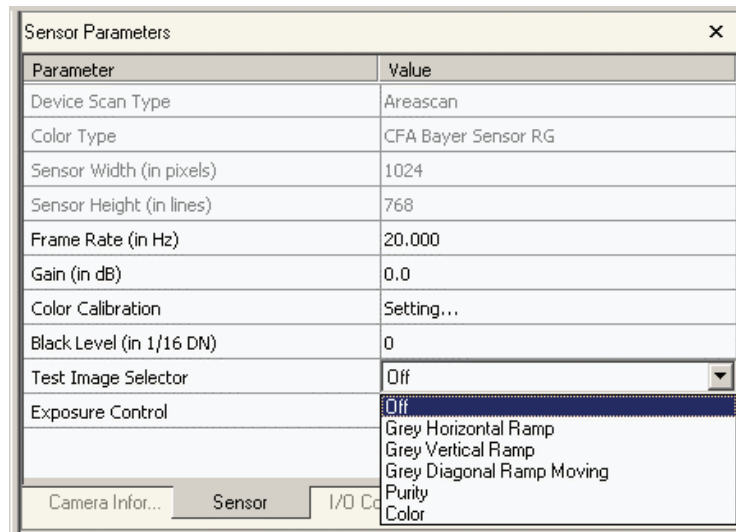 Sensor Parameters
Parameter Value
Device Scan Type Areascan
Color Type CFA Bayer Sensor RG
Sensor Width (in pixels) 1024
Sensor Height (in lines) 768
Frame Rate (in Hz) 20.000
Gain (in dB) 0.0
Color Calibration Setting...
Black Level (in 1/16 DN) 0
Test Image Selector Off
Exposure Control
Off
Grey Horizontal Ramp
Grey Vertical Ramp
Grey Diagonal Ramp Moving
Purity
Color
Camera Infor... Sensor I/O Co